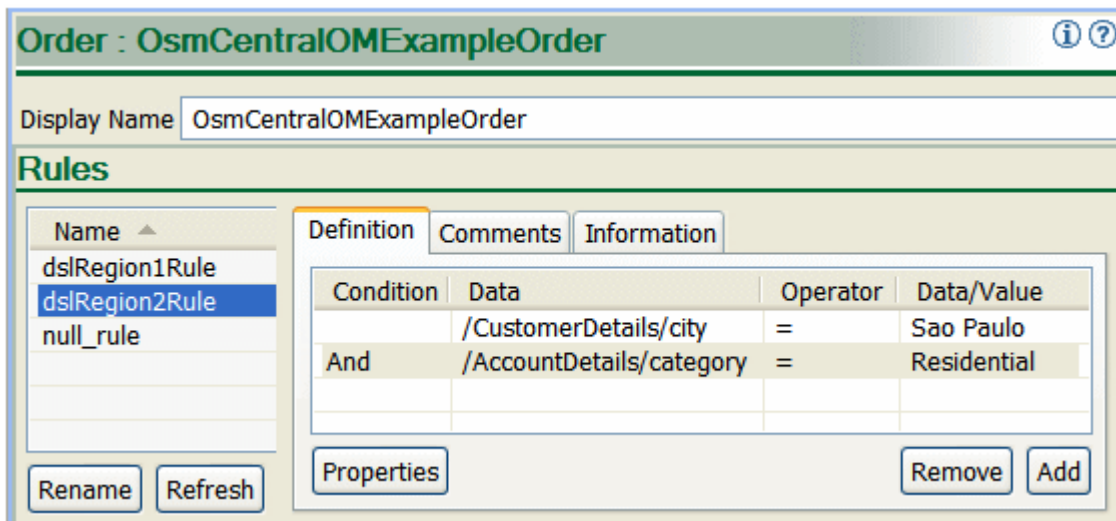 Order : OsmCentralOMExampleOrder
Display Name OsmCentralOMExampleOrder
Rules
Name
dslRegion1Rule
dslRegion2Rule
null_rule
Rename Refresh
Definition Comments Information
Condition Data Operator Data/Value
/CustomerDetails/city = Sao Paulo
And /AccountDetails/category = Residential
Properties Remove Add